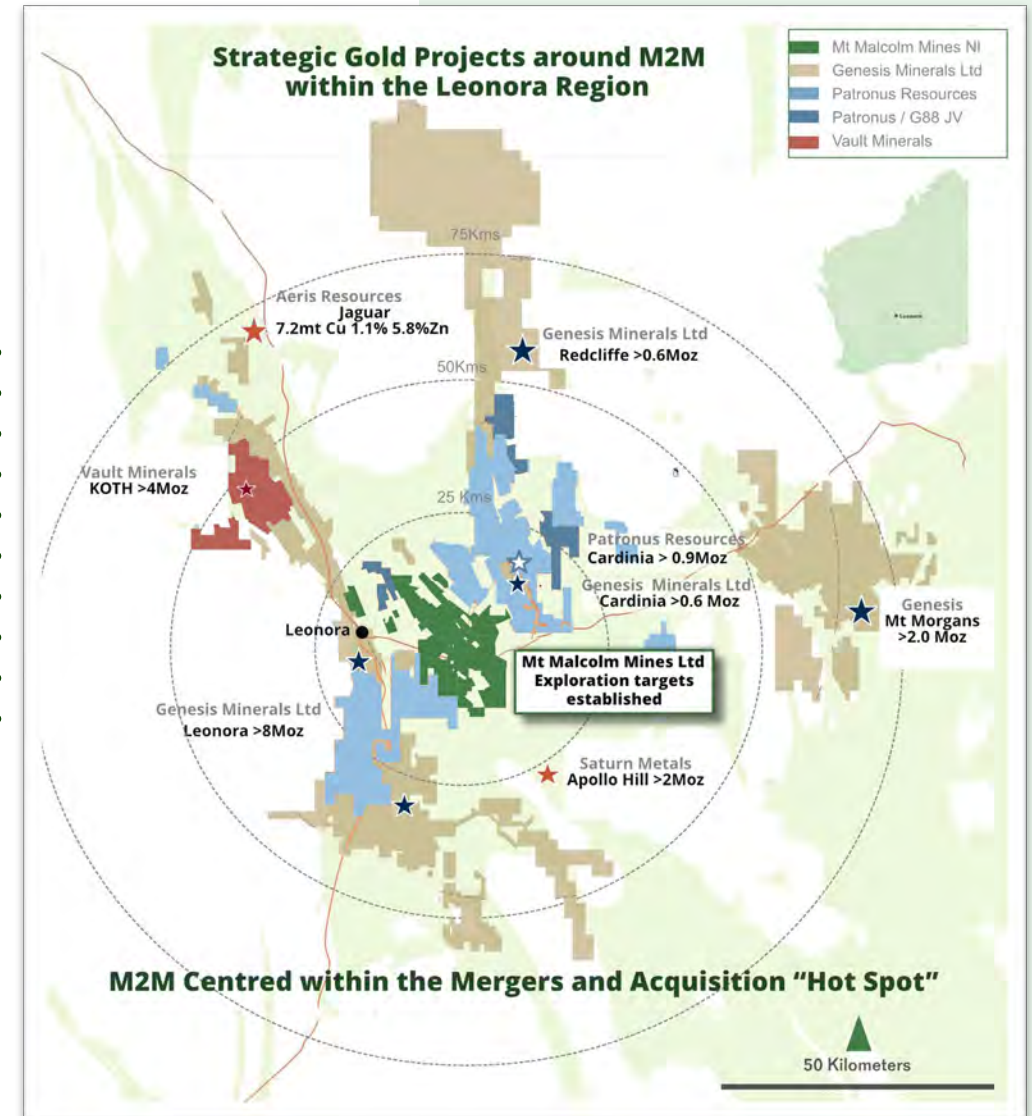 Strategic Gold Projects around M2M
within the Leonora Region
Mt Malcolm Mines Nl
Genesis Minerals Ltd
Patronus Resources
Patronus / G88 JV
Vault Minerals
75Kms
Aeris Resources
Jaguar
7.2mt Cu 1.1% 5.8%Zn
Genesis Minerals Ltd
Redcliffe >0.6Moz
50Kms
Vault Minerals
KOTH >4Moz
25 Kms
Patronus Resources
Cardinia > 0.9Moz
Genesis Minerals Ltd
Cardinia >0.6 Moz
Genesis
Mt Morgans
>2.0 Moz
Leonora
Mt Malcolm Mines Ltd
Exploration targets
established
Genesis Minerals Ltd
Leonora >8Moz
Saturn Metals
Apollo Hill >2Moz
M2M Centred within the Mergers and Acquisition “Hot Spot”
50 Kilometers